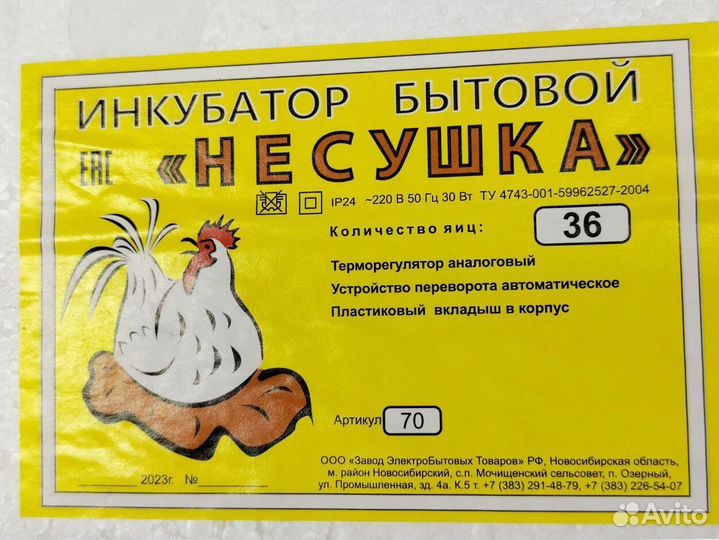 ИНКУБАТОР БЫТОВОЙ
EAC «НЕСУШКА»
IP24 ~220 В 50 Гц 30 Вт ТУ 4743-001-59962527-2004
Количество яиц: 36
Терморегулятор аналоговый
Устройство переворота автоматическое
Пластиковый вкладыш в корпус
Артикул 70
ООО «Завод ЭлектроБытовых Товаров» РФ, Новосибирская область,
м. район Новосибирский, с.п. Мочищенский сельсовет, п. Озерный,
ул. Промышленная, зд. 4а. К.5 т. +7 (383) 291-48-79, +7 (383) 226-54-07
________ 2023г. № ________
Avito